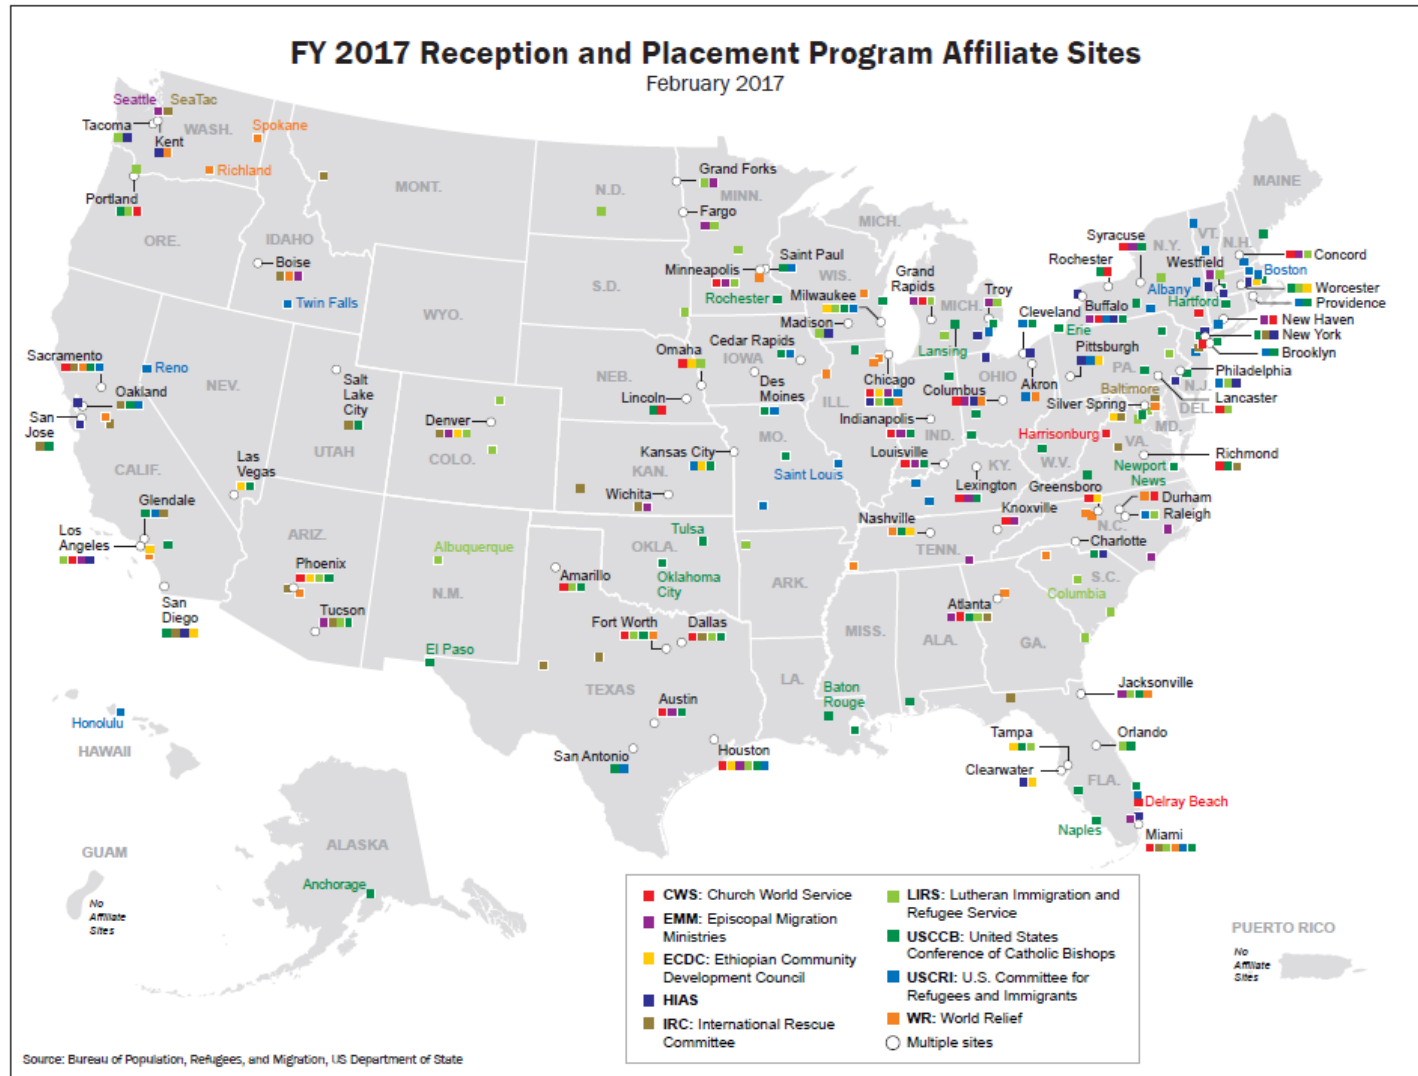 FY 2017 Reception and Placement Program Affiliate Sites
February 2017
Seattle
SeaTac
Tacoma
WASH.
Spokane
Kent
Richland
Portland
ORE.
IDAHO
Boise
Twin Falls
MONT.
WYO.
N.D.
S.D.
Grand Forks
MINN.
Fargo
Minneapolis
Saint Paul
Rochester
WIS.
MICH.
Milwaukee
Madison
Grand
Rapids
MICH.
Troy
Lansing
Cedar Rapids
IOWA
Des
Moines
Omaha
NEB.
Lincoln
Chicago
ILL.
Indianapolis
IND.
Cleveland
OHIO
Columbus
Akron
Pittsburgh
Erie
PA.
Buffalo
Rochester
Syracuse
N.Y.
VT.
N.H.
MAINE
Concord
Westfield
Boston
Albany
Hartford
Worcester
Providence
New Haven
New York
Brooklyn
Philadelphia
N.J.
Lancaster
DEL.
Baltimore
Silver Spring
MD.
Harrisonburg
VA.
W.V.
Richmond
Newport
News
Sacramento
Reno
Oakland
San
Jose
NEV.
CALIF.
Salt
Lake
City
UTAH
Denver
COLO.
Las
Vegas
Glendale
Los
Angeles
San
Diego
ARIZ.
Phoenix
Tucson
Albuquerque
N.M.
El Paso
Kansas City
KAN.
Wichita
MO.
Saint Louis
Louisville
KY.
Lexington
Nashville
TENN.
Knoxville
Greensboro
Durham
Raleigh
N.C.
Charlotte
S.C.
Columbia
Tulsa
OKLA.
Oklahoma
City
Amarillo
ARK.
Fort Worth
Dallas
TEXAS
Austin
San Antonio
Houston
LA.
Baton
Rouge
MISS.
ALA.
Atlanta
GA.
Jacksonville
Tampa
Orlando
Clearwater
FLA.
Delray Beach
Naples
Miami
Honolulu
HAWAII
ALASKA
Anchorage
GUAM
No
Affiliate
Sites
PUERTO RICO
No
Affiliate
Sites
CWS: Church World Service
EMM: Episcopal Migration
Ministries
ECDC: Ethiopian Community
Development Council
HIAS
IRC: International Rescue
Committee
LIRS: Lutheran Immigration and
Refugee Service
USCCB: United States
Conference of Catholic Bishops
USCRI: U.S. Committee for
Refugees and Immigrants
WR: World Relief
Multiple sites
Source: Bureau of Population, Refugees, and Migration, US Department of State